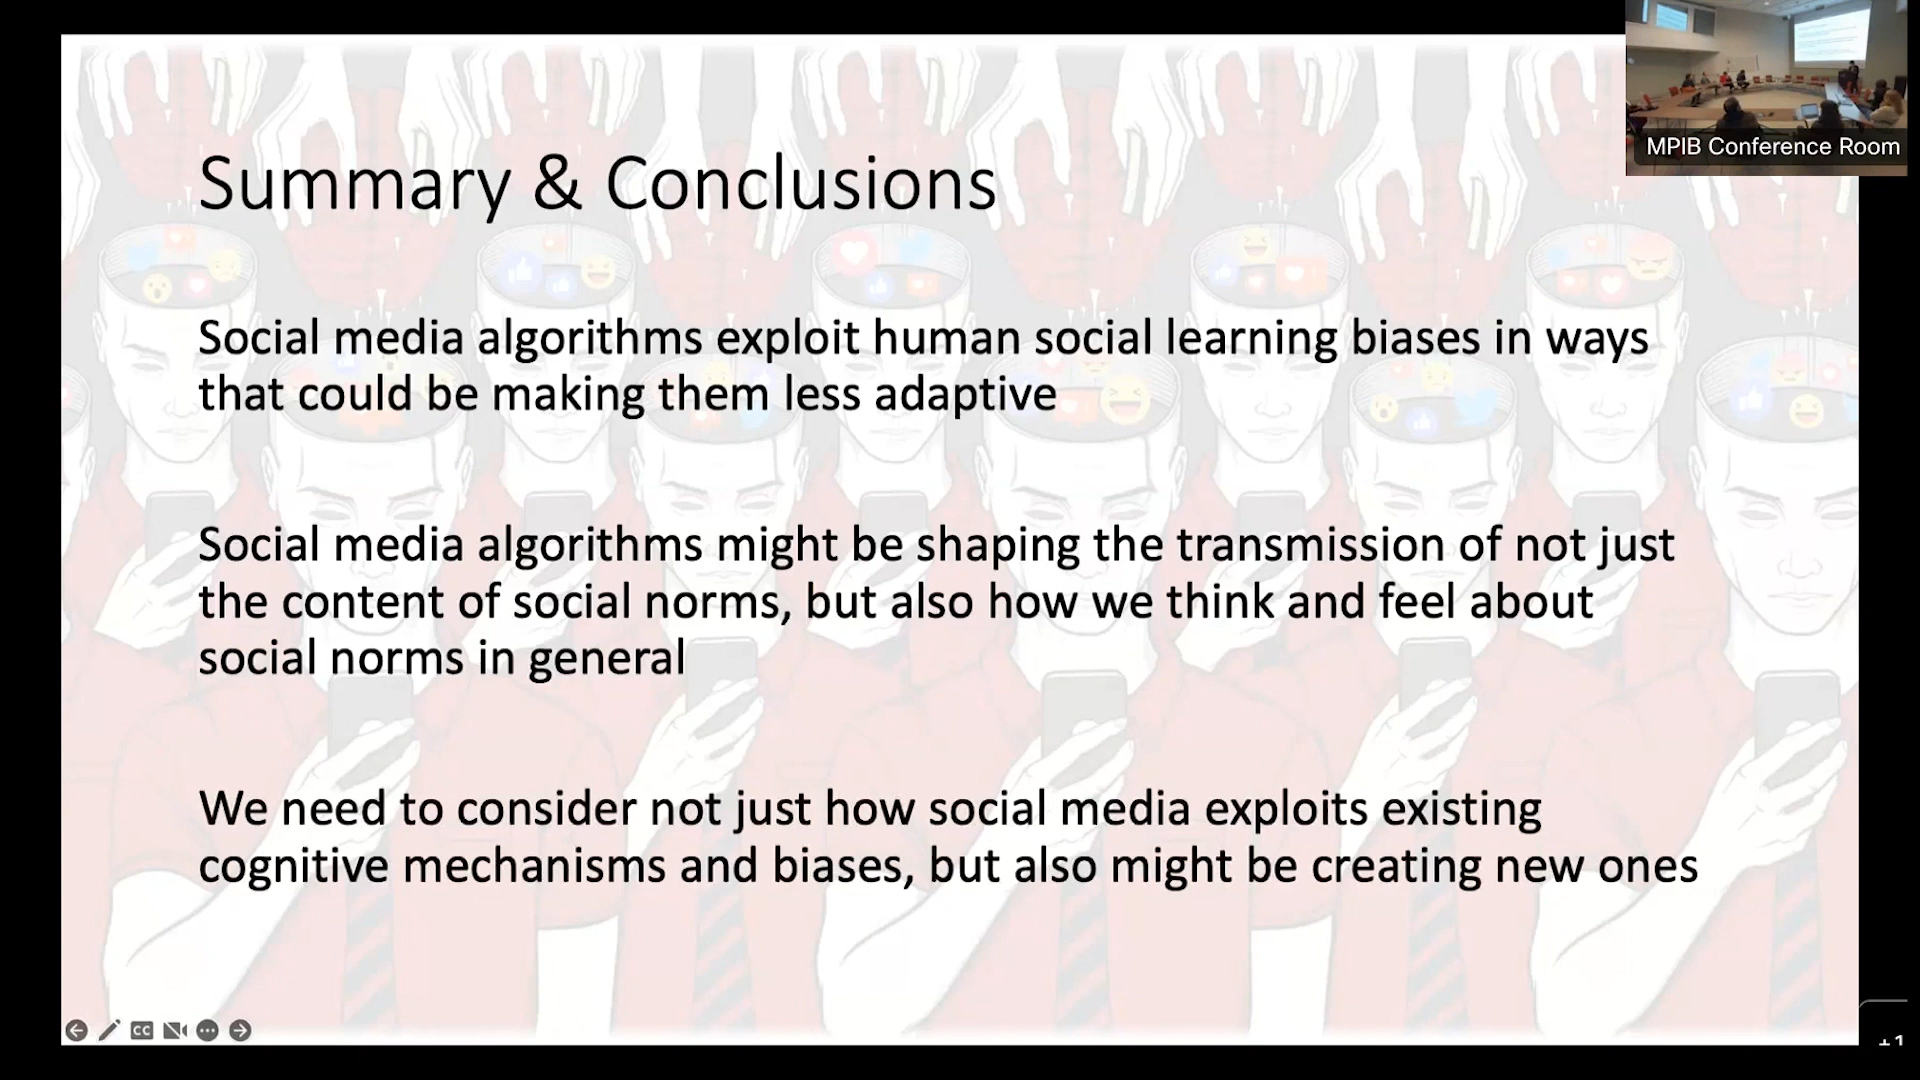 MPIB Conference Room
Summary & Conclusions
Social media algorithms exploit human social learning biases in ways
that could be making them less adaptive
Social media algorithms might be shaping the transmission of not just
the content of social norms, but also how we think and feel about
social norms in general
We need to consider not just how social media exploits existing
cognitive mechanisms and biases, but also might be creating new ones
CC